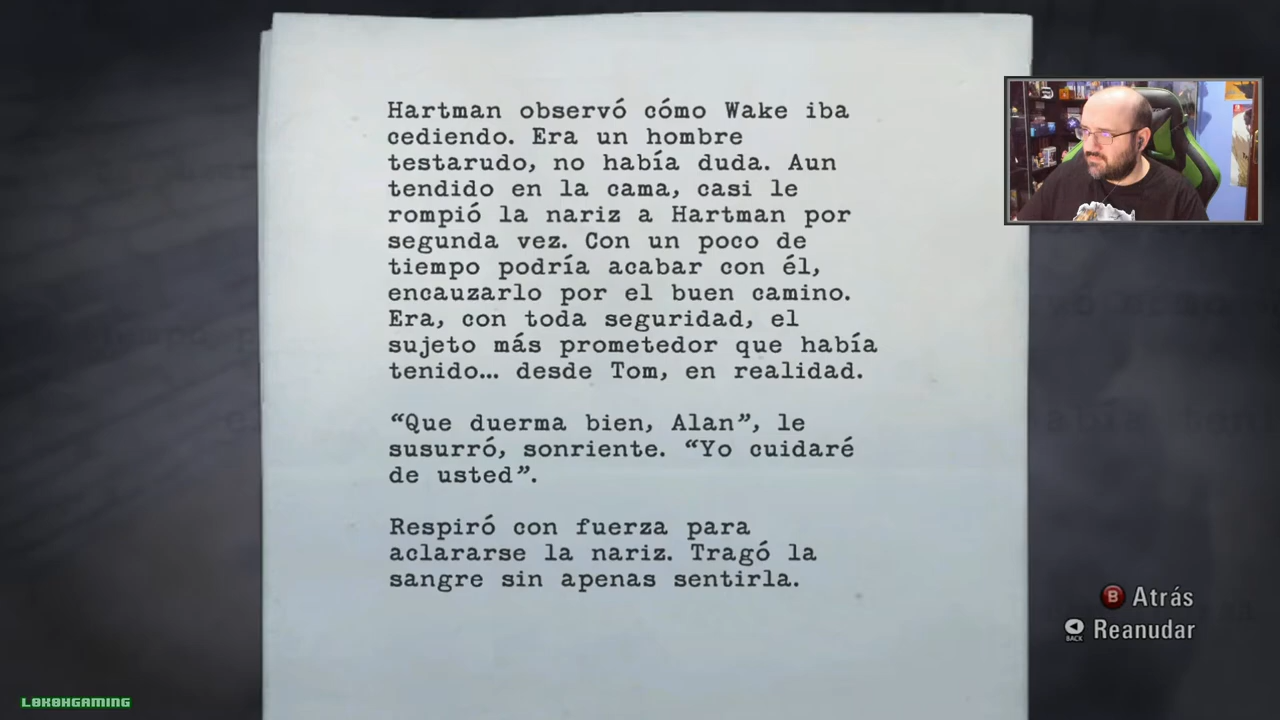 Hartman observó cómo Wake iba
cediendo. Era un hombre
testarudo, no había duda. Aun
tendido en la cama, casi le
rompió la nariz a Hartman por
segunda vez. Con un poco de
tiempo podría acabar con él,
encauzarlo por el buen camino.
Era, con toda seguridad, el
sujeto más prometedor que había
tenido… desde Tom, en realidad.
“Que duerma bien, Alan”, le
susurró, sonriente. “Yo cuidaré
de usted”.
Respiró con fuerza para
aclararse la nariz. Tragó la
sangre sin apenas sentirla.
B Atrás
BACK Reanudar
L0K0XGAMING